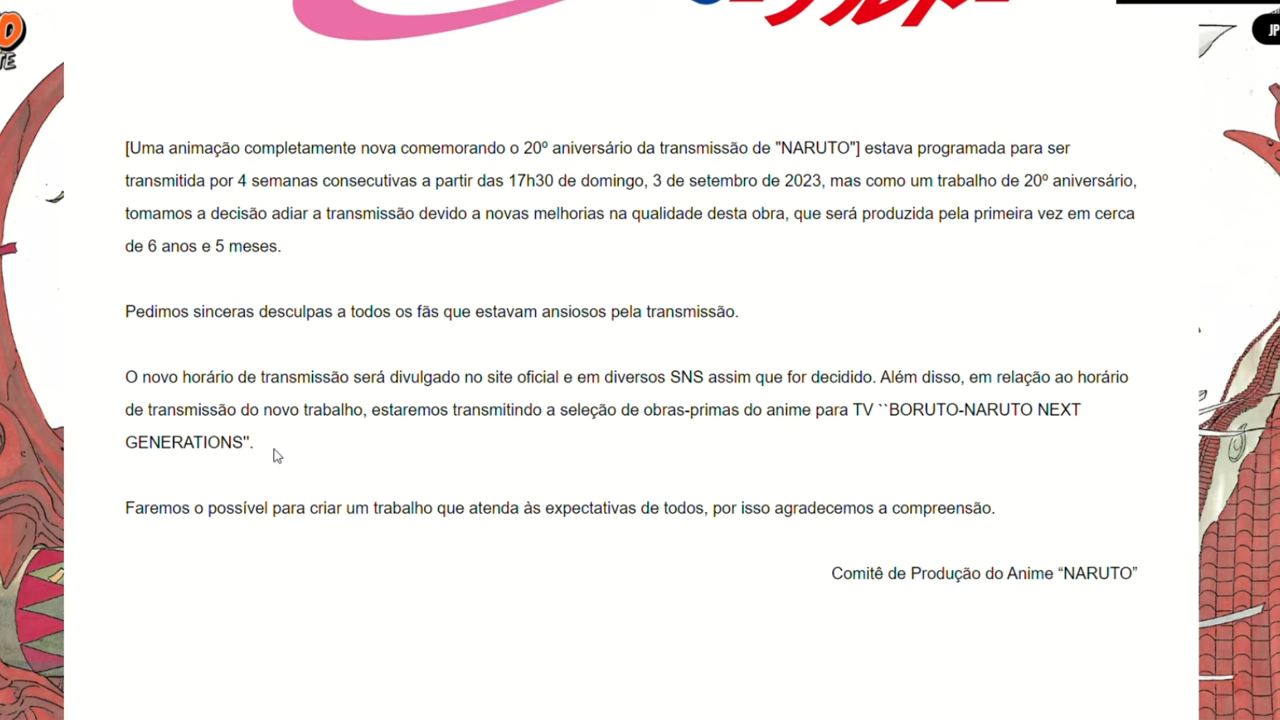 JP
[Uma animação completamente nova comemorando o 20º aniversário da transmissão de "NARUTO"] estava programada para ser
transmitida por 4 semanas consecutivas a partir das 17h30 de domingo, 3 de setembro de 2023, mas como um trabalho de 20º aniversário,
tomamos a decisão adiar a transmissão devido a novas melhorias na qualidade desta obra, que será produzida pela primeira vez em cerca
de 6 anos e 5 meses.
Pedimos sinceras desculpas a todos os fãs que estavam ansiosos pela transmissão.
O novo horário de transmissão será divulgado no site oficial e em diversos SNS assim que for decidido. Além disso, em relação ao horário
de transmissão do novo trabalho, estaremos transmitindo a seleção de obras-primas do anime para TV ``BORUTO-NARUTO NEXT
GENERATIONS''.
Faremos o possível para criar um trabalho que atenda às expectativas de todos, por isso agradecemos a compreensão.
Comitê de Produção do Anime “NARUTO”